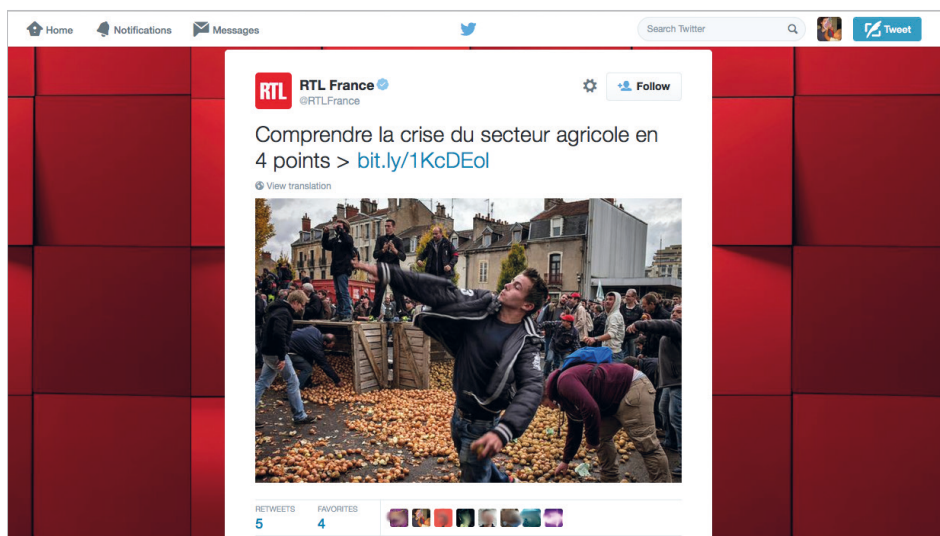 Home Notifications Messages Search Twitter Tweet
RTL RTL France Follow
@RTLFrance
Comprendre la crise du secteur agricole en
4 points > bit.ly/1KcDEol
View translation
RETWEETS FAVORITES
5 4